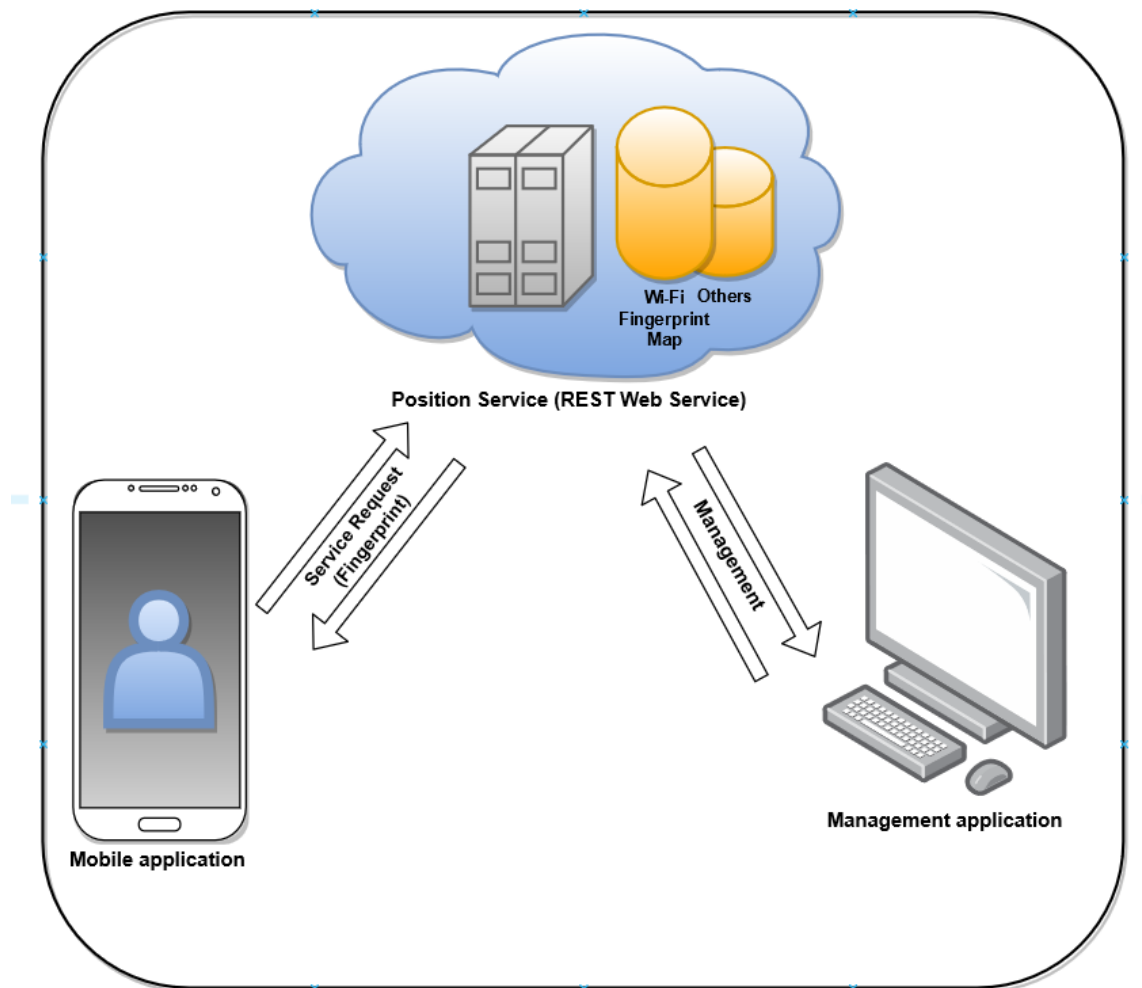 Wi-Fi Others
Fingerprint
Map
Position Service (REST Web Service)
Service Request
(Fingerprint)
Management
Management application
Mobile application